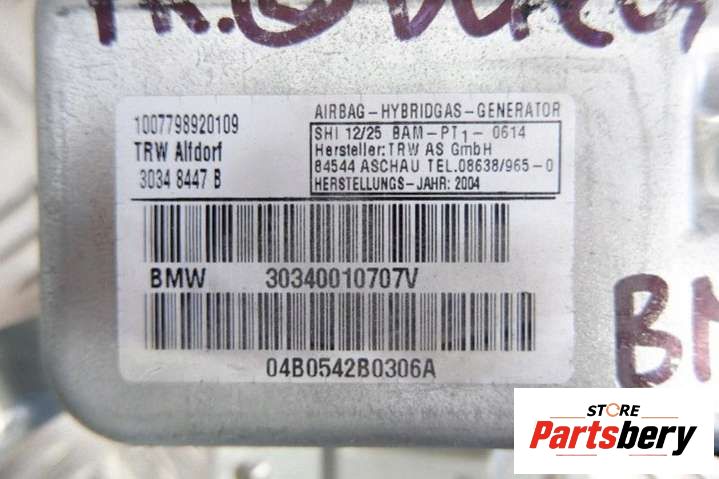 1007798920109
TRW Alfdorf
3034 8447 B
AIRBAG-HYBRIDGAS-GENERATOR
SHI 12/25 BAM-PT1- 0614
Hersteller:TRW AS GmbH
84544 ASCHAU TEL.08638/965-0
HERSTELLUNGS-JAHR: 2004
BMW 30340010707V
04B0542B0306A
STORE
Partsbery